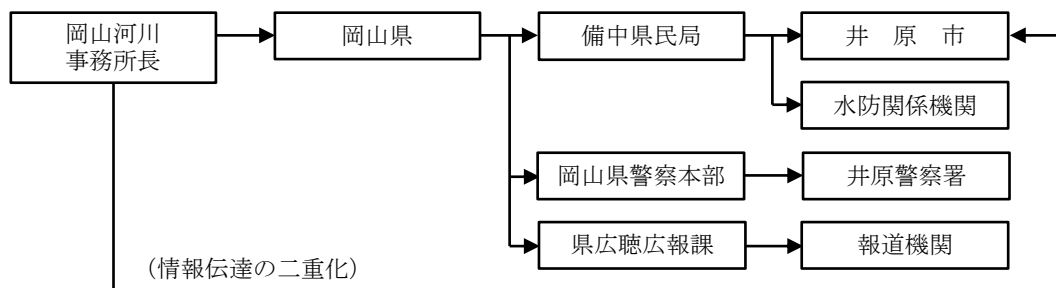 岡山河川
事務所長
岡山県
備中県民局
井　原　市
水防関係機関
岡山県警察本部
井原警察署
県広聴広報課
報道機関
（情報伝達の二重化）